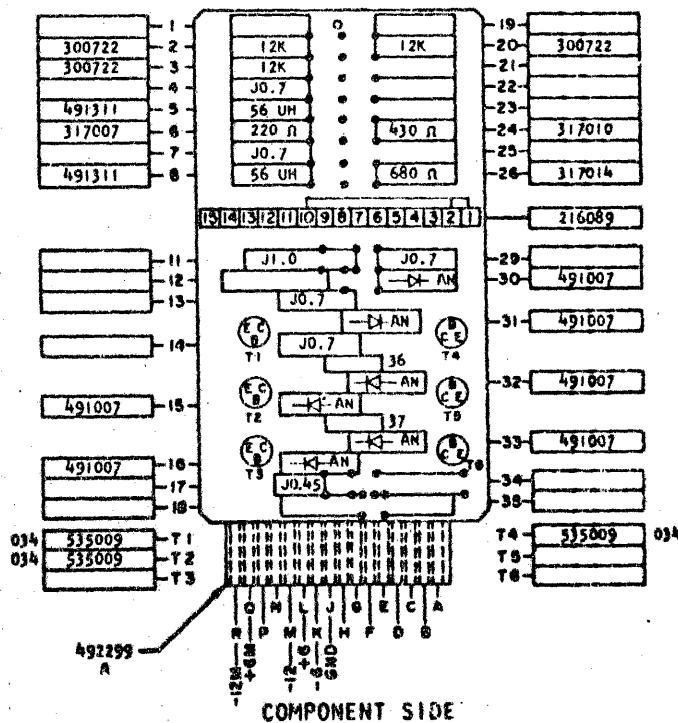 1 19
300722 2 12K 12K 20 300722
300722 3 12K 21
4 J0.7 22
491311 5 56 UH 23
317007 6 220 Ω 430 Ω 24 317010
7 J0.7 25
491311 8 56 UH 680 Ω 26 317014
15 14 13 12 11 10 9 8 7 6 5 4 3 2 1 216089
11 J1.0 J0.7 29
12 AN 30 491007
13 J0.7
AN 31 491007
14 E C B T1 J0.7 B C E T4
36
AN 32 491007
491007 15 E C B T2 AN B C E T5
37
AN 33 491007
491007 16 E C B T3 AN B C E T6
17 J0.45 34
18 35
034 535009 T1 T4 535009 034
034 535009 T2 T5
T3 T6
R Q P N M L K J H G F E D C B A
492299
A
-12M +6M -12 +6 -6 GND
COMPONENT SIDE